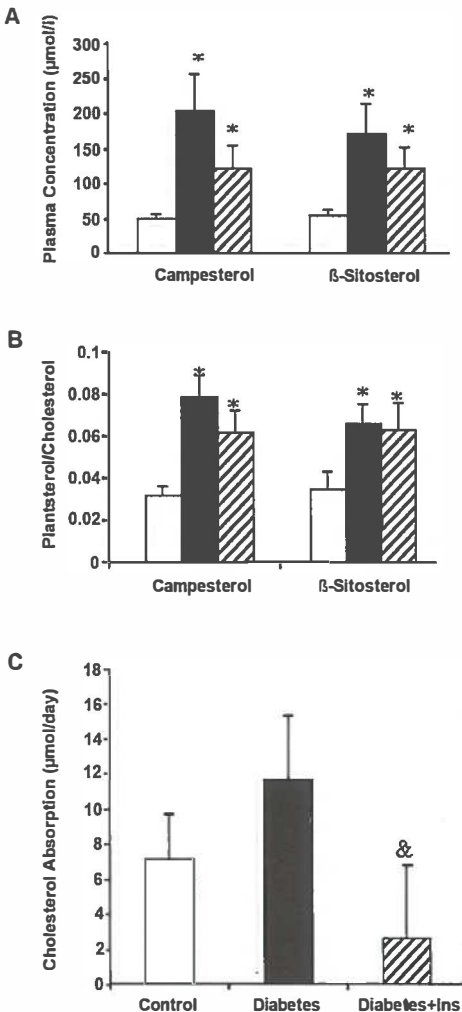 A
Plasma Concentration (µmol/l)
300
250
200
150
100
50
0
*
*
*
*
Campesterol
ß-Sitosterol
B
Plantsterol/Cholesterol
0.1
0.08
0.06
0.04
0.02
0
*
*
*
*
Campesterol
ß-Sitosterol
C
Cholesterol Absorption (µmol/day)
18
16
14
12
10
8
6
4
2
0
&
Control
Diabetes
Diabetes+Ins